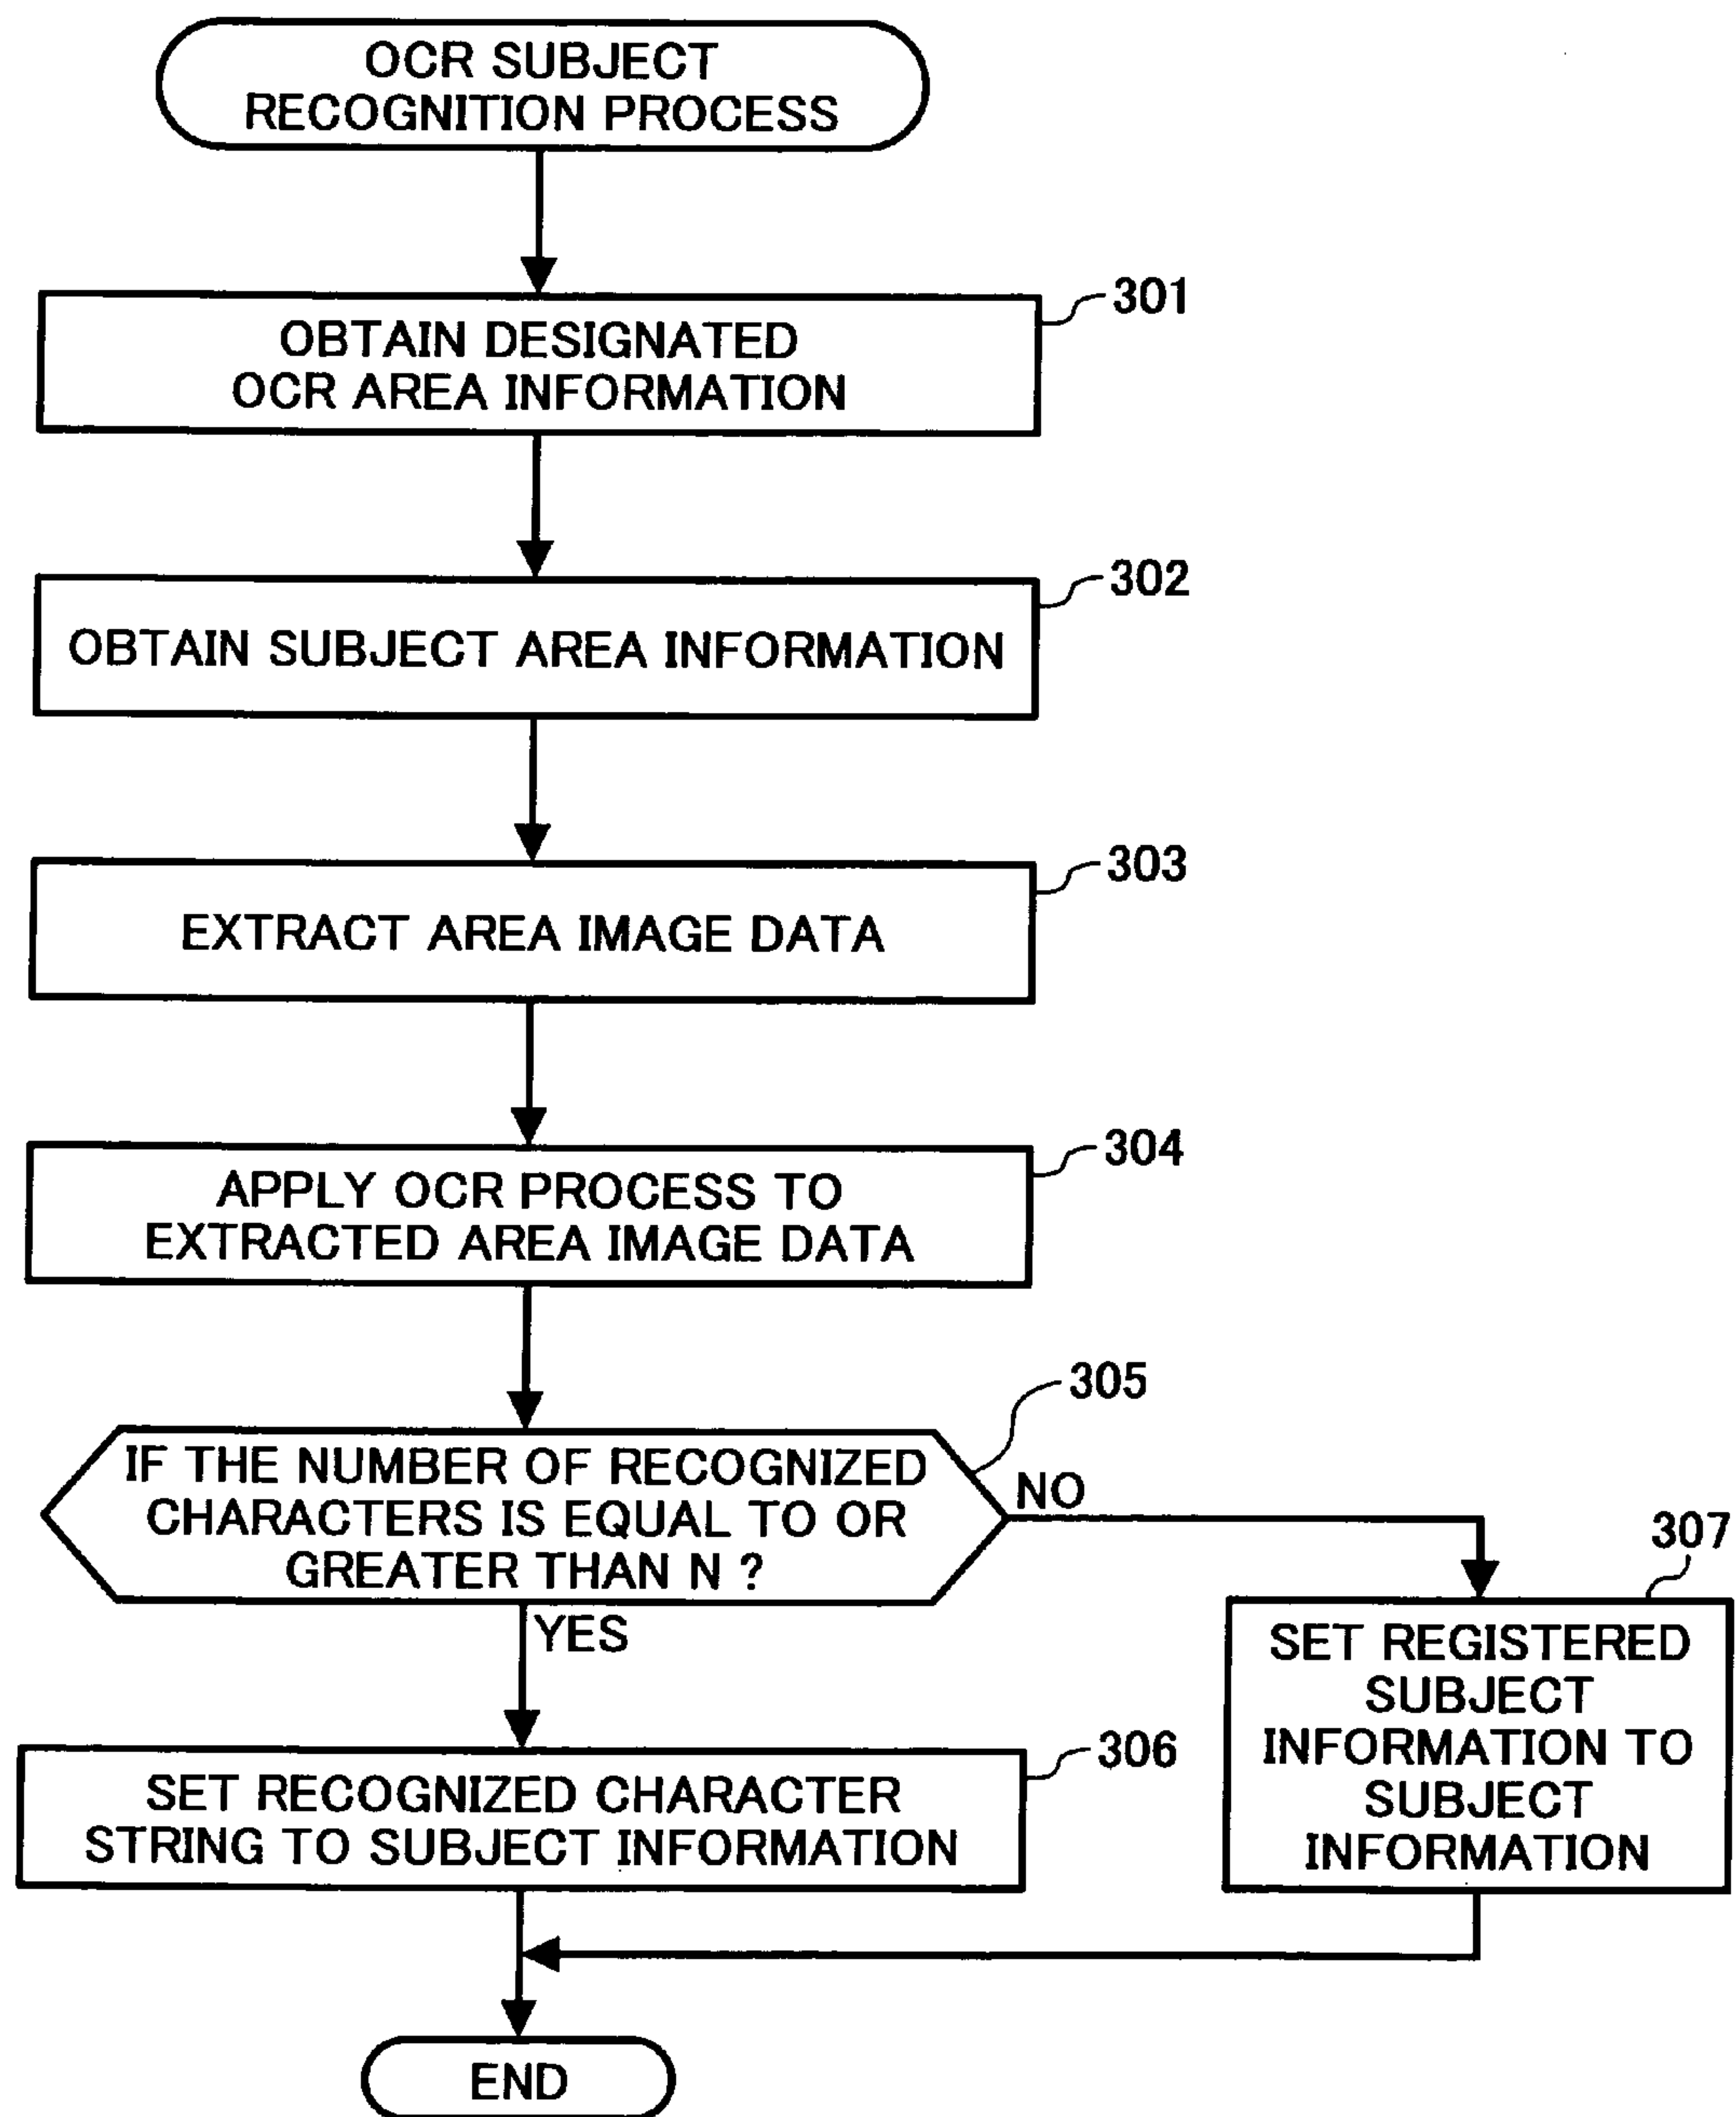 OCR SUBJECT
RECOGNITION PROCESS
301
OBTAIN DESIGNATED
OCR AREA INFORMATION
302
OBTAIN SUBJECT AREA INFORMATION
303
EXTRACT AREA IMAGE DATA
304
APPLY OCR PROCESS TO
EXTRACTED AREA IMAGE DATA
305
IF THE NUMBER OF RECOGNIZED
CHARACTERS IS EQUAL TO OR
GREATER THAN N ?
NO
YES
307
SET REGISTERED
SUBJECT
INFORMATION TO
SUBJECT
INFORMATION
306
SET RECOGNIZED CHARACTER
STRING TO SUBJECT INFORMATION
END